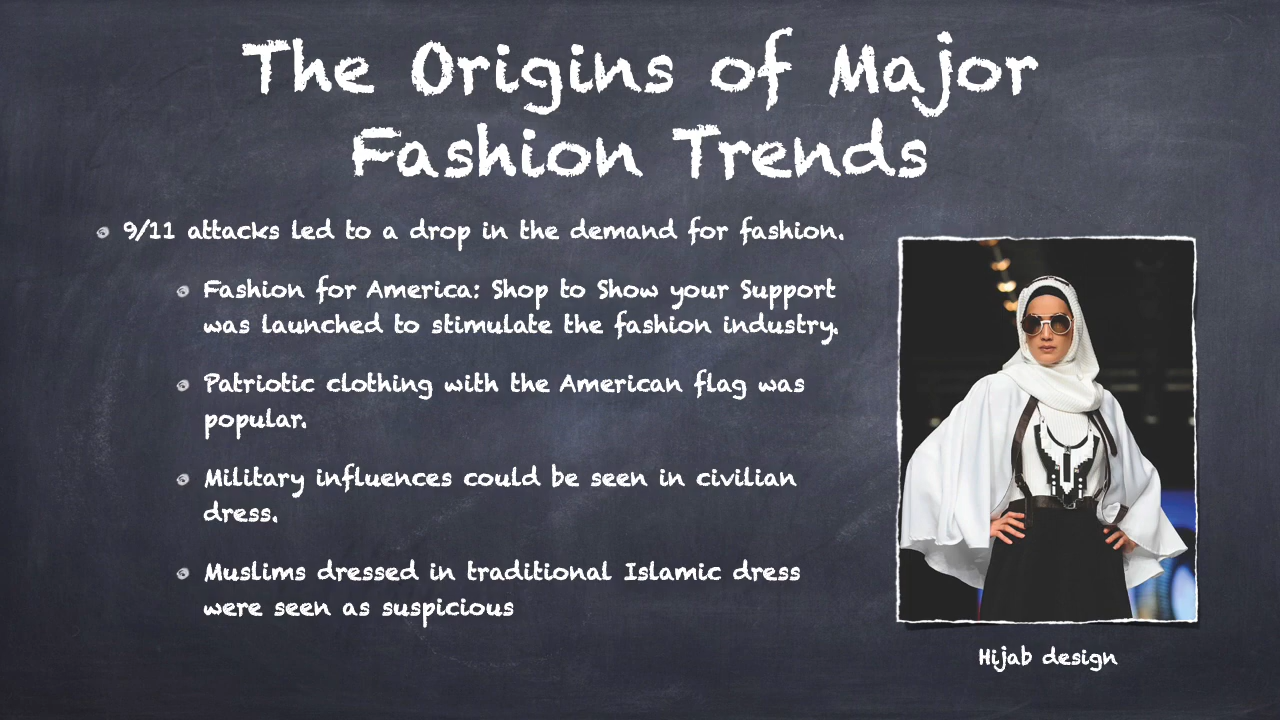 The Origins of Major
Fashion Trends
9/11 attacks led to a drop in the demand for fashion.
Fashion for America: Shop to Show your Support
was launched to stimulate the fashion industry.
Patriotic clothing with the American flag was
popular.
Military influences could be seen in civilian
dress.
Muslims dressed in traditional Islamic dress
were seen as suspicious
Hijab design